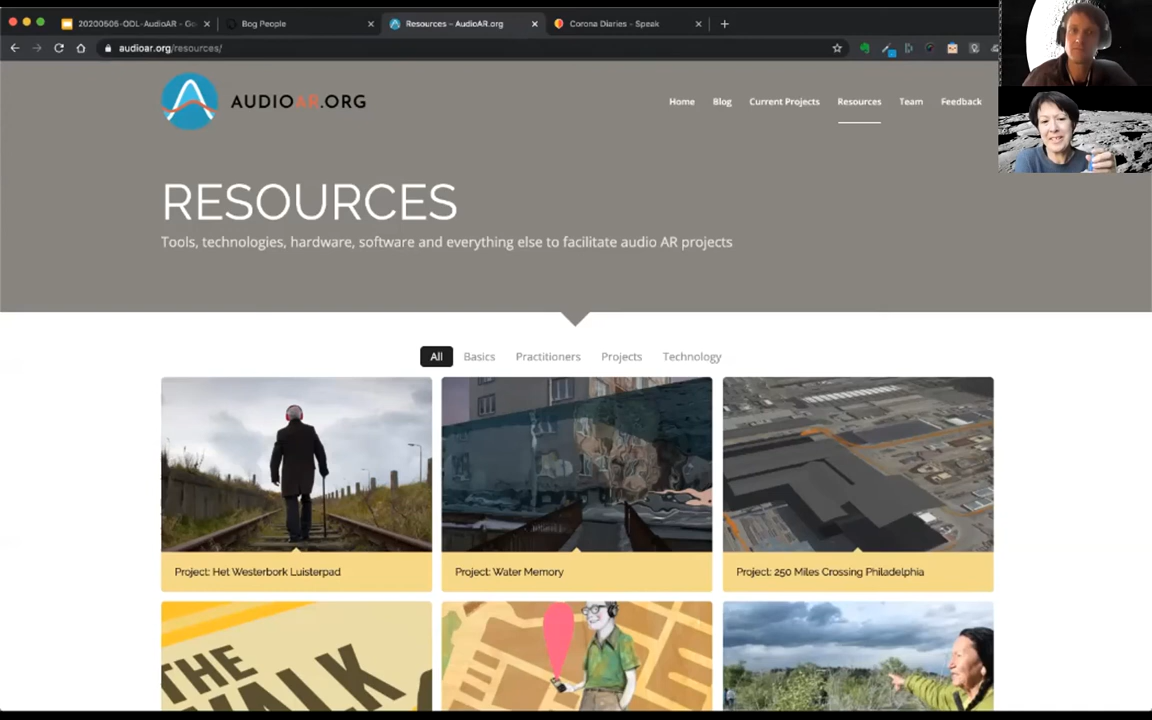 20200505-ODL-AudioAR - Go
Bog People
Resources – AudioAR.org
Corona Diaries - Speak
audioar.org/resources/
AUDIOAR.ORG
Home
Blog
Current Projects
Resources
Team
Feedback
RESOURCES
Tools, technologies, hardware, software and everything else to facilitate audio AR projects
All
Basics
Practitioners
Projects
Technology
Project: Het Westerbork Luisterpad
Project: Water Memory
Project: 250 Miles Crossing Philadelphia
THE
WALK